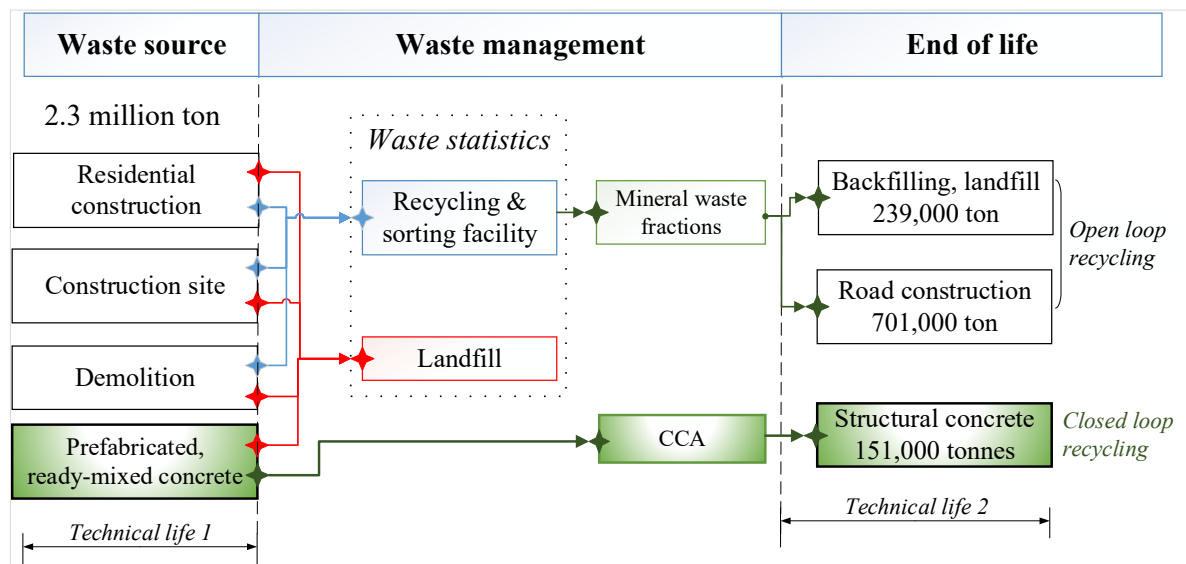 Waste source
Waste management
End of life
2.3 million ton
Waste statistics
Residential
construction
Recycling &
sorting facility
Mineral waste
fractions
Backfilling, landfill
239,000 ton
Open loop
recycling
Construction site
Road construction
701,000 ton
Demolition
Landfill
Prefabricated,
ready-mixed concrete
CCA
Structural concrete
151,000 tonnes
Closed loop
recycling
Technical life 1
Technical life 2